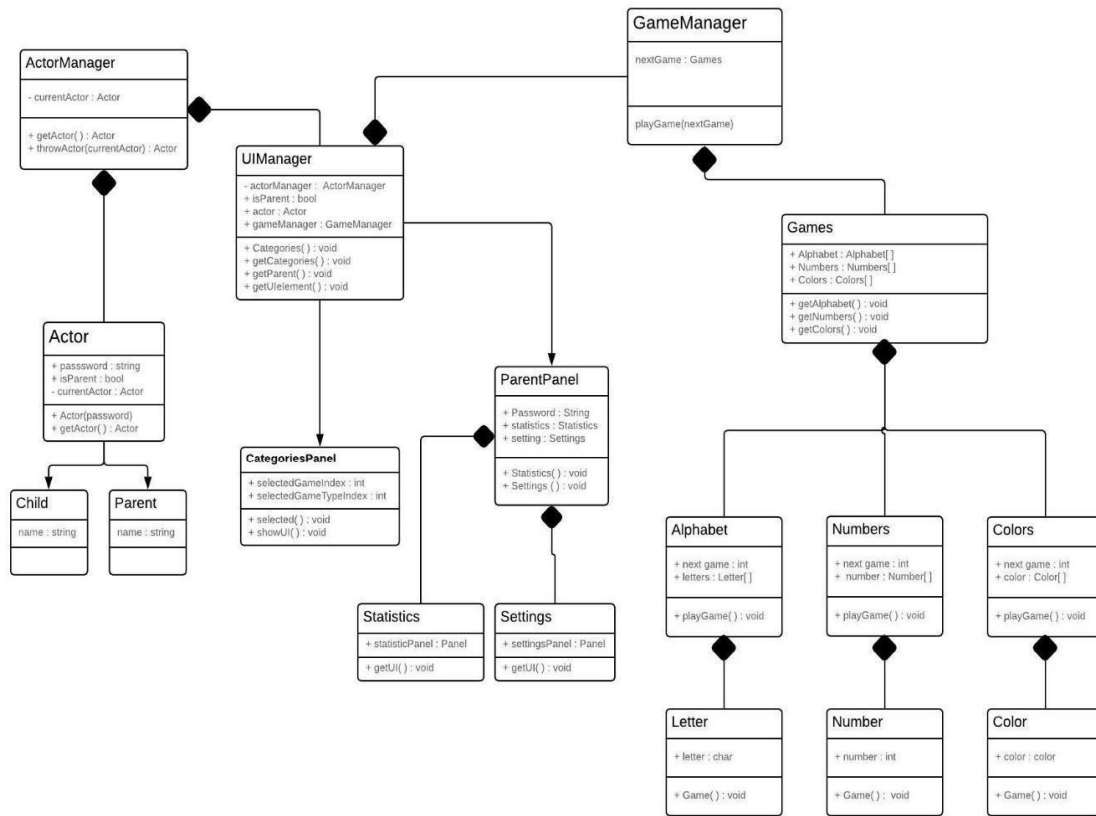 GameManager
nextGame : Games
playGame(nextGame)
ActorManager
- currentActor : Actor
+ getActor( ) : Actor
+ throwActor(currentActor) : Actor
UIManager
- actorManager : ActorManager
+ isParent : bool
+ actor : Actor
+ gameManager : GameManager
+ Categories( ) : void
+ getCategories( ) : void
+ getParent( ) : void
+ getUIelement( ) : void
Games
+ Alphabet : Alphabet[ ]
+ Numbers : Numbers[ ]
+ Colors : Colors[ ]
+ getAlphabet( ) : void
+ getNumbers( ) : void
+ getColors( ) : void
Actor
+ passsword : string
+ isParent : bool
- currentActor : Actor
+ Actor(password)
+ getActor( ) : Actor
ParentPanel
+ Password : String
+ statistics : Statistics
+ setting : Settings
+ Statistics( ) : void
+ Settings ( ) : void
CategoriesPanel
+ selectedGameIndex : int
+ selectedGameTypeIndex : int
+ selected( ) : void
+ showUI( ) : void
Child
name : string
Parent
name : string
Alphabet
+ next game : int
+ letters : Letter[ ]
+ playGame( ) : void
Numbers
+ next game : int
+ number : Number[ ]
+ playGame( ) : void
Colors
+ next game : int
+ color : Color[ ]
+ playGame( ) : void
Statistics
+ statisticPanel : Panel
+ getUI( ) : void
Settings
+ settingsPanel : Panel
+ getUI( ) : void
Letter
+ letter : char
+ Game( ) : void
Number
+ number : int
+ Game( ) : void
Color
+ color : color
+ Game( ) : void